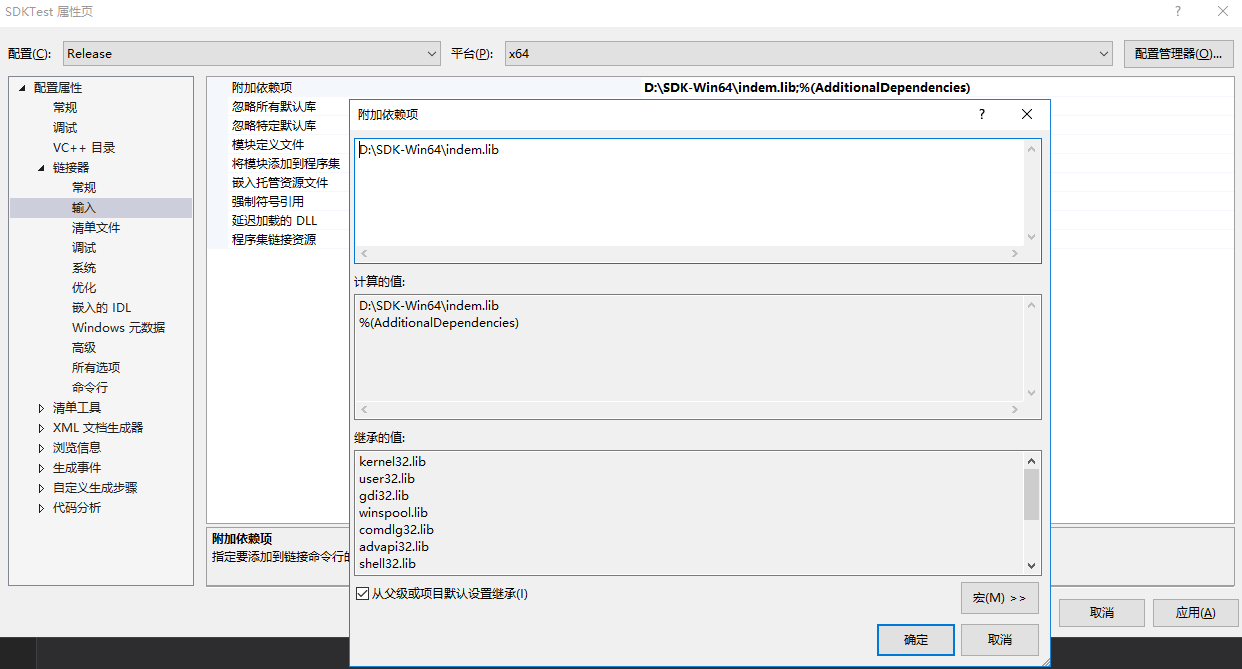 SDKTest 属性页
配置(C):
Release
平台(P):
x64
配置管理器(O)...
配置属性
常规
调试
VC++ 目录
链接器
常规
输入
清单文件
调试
系统
优化
嵌入的 IDL
Windows 元数据
高级
所有选项
命令行
清单工具
XML 文档生成器
浏览信息
生成事件
自定义生成步骤
代码分析
附加依赖项
D:\SDK-Win64\indem.lib;%(AdditionalDependencies)
忽略所有默认库
忽略特定默认库
模块定义文件
将模块添加到程序集
嵌入托管资源文件
强制符号引用
延迟加载的 DLL
程序集链接资源
附加依赖项
指定要添加到链接命令行的
附加依赖项
D:\SDK-Win64\indem.lib
计算的值:
D:\SDK-Win64\indem.lib
%(AdditionalDependencies)
继承的值:
kernel32.lib
user32.lib
gdi32.lib
winspool.lib
comdlg32.lib
advapi32.lib
shell32.lib
从父级或项目默认设置继承(I)
宏(M) >>
确定
取消
取消
应用(A)